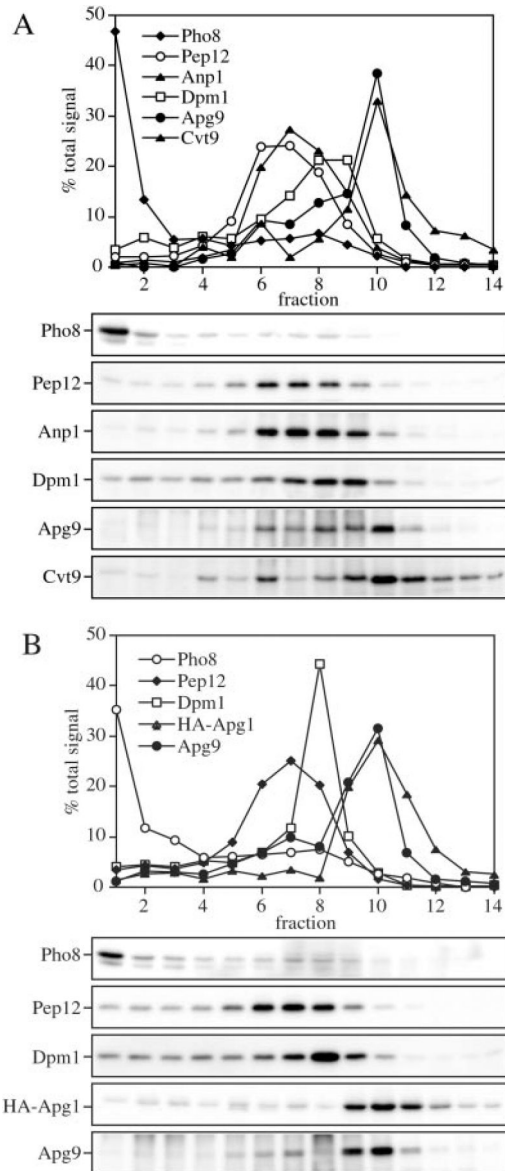 A
50
Pho8
Pep12
40
Anp1
Dpm1
30
Apg9
Cvt9
% total signal
20
10
0
2 4 6 8 10 12 14
fraction
Pho8
Pep12
Anp1
Dpm1
Apg9
Cvt9
B
50
Pho8
Pep12
40
Dpm1
HA-Apg1
30
Apg9
% total signal
20
10
0
2 4 6 8 10 12 14
fraction
Pho8
Pep12
Dpm1
HA-Apg1
Apg9